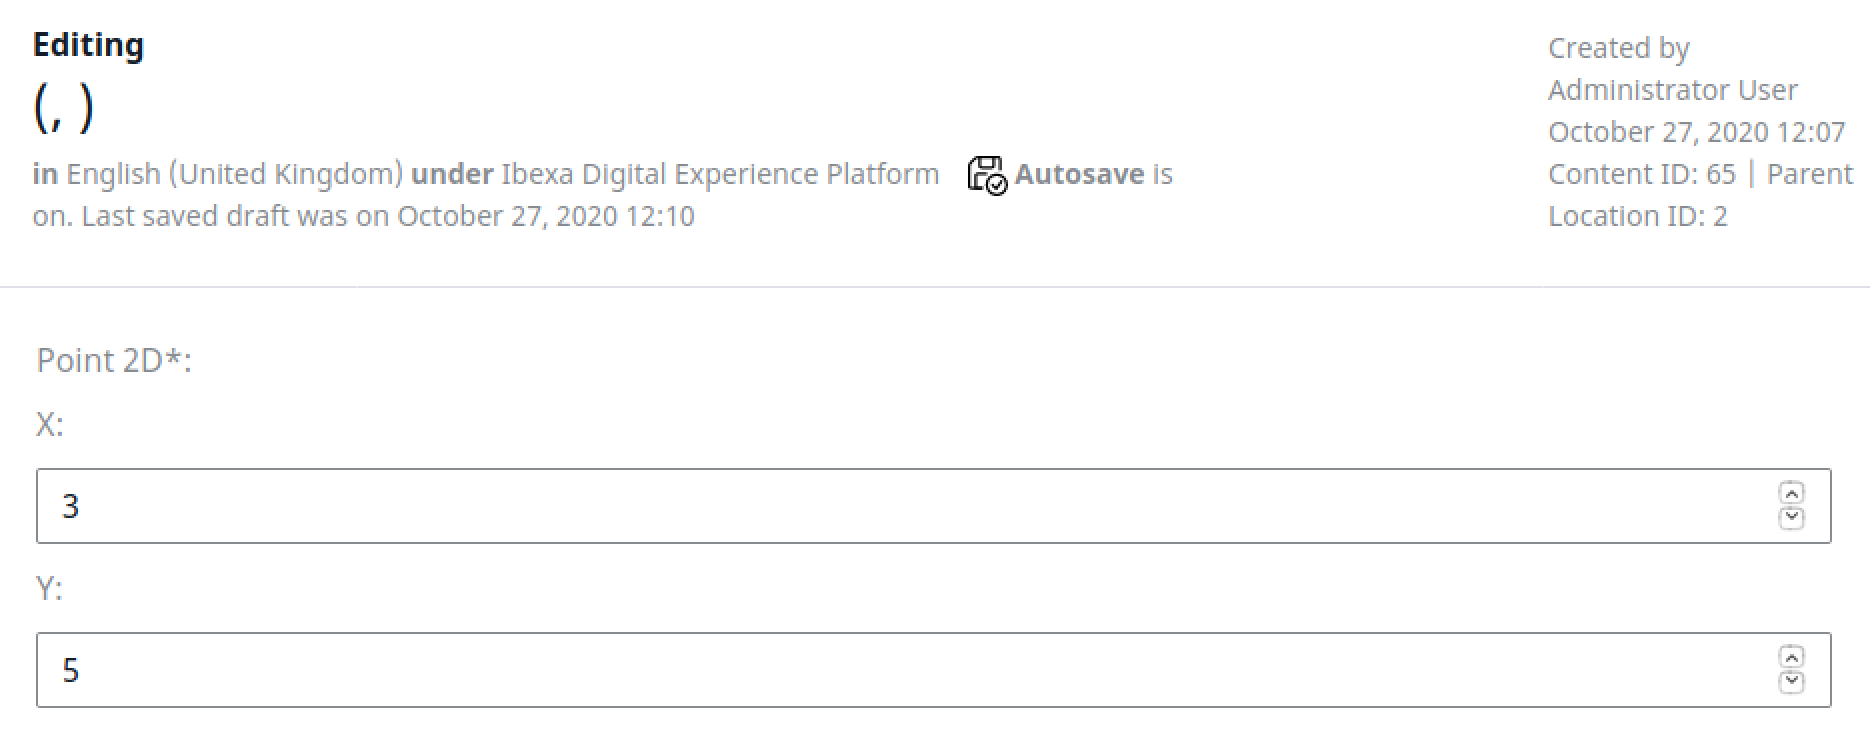 Editing
(, )
in English (United Kingdom) under Ibexa Digital Experience Platform Autosave is
on. Last saved draft was on October 27, 2020 12:10
Created by
Administrator User
October 27, 2020 12:07
Content ID: 65 | Parent
Location ID: 2
Point 2D*:
X:
3
Y:
5